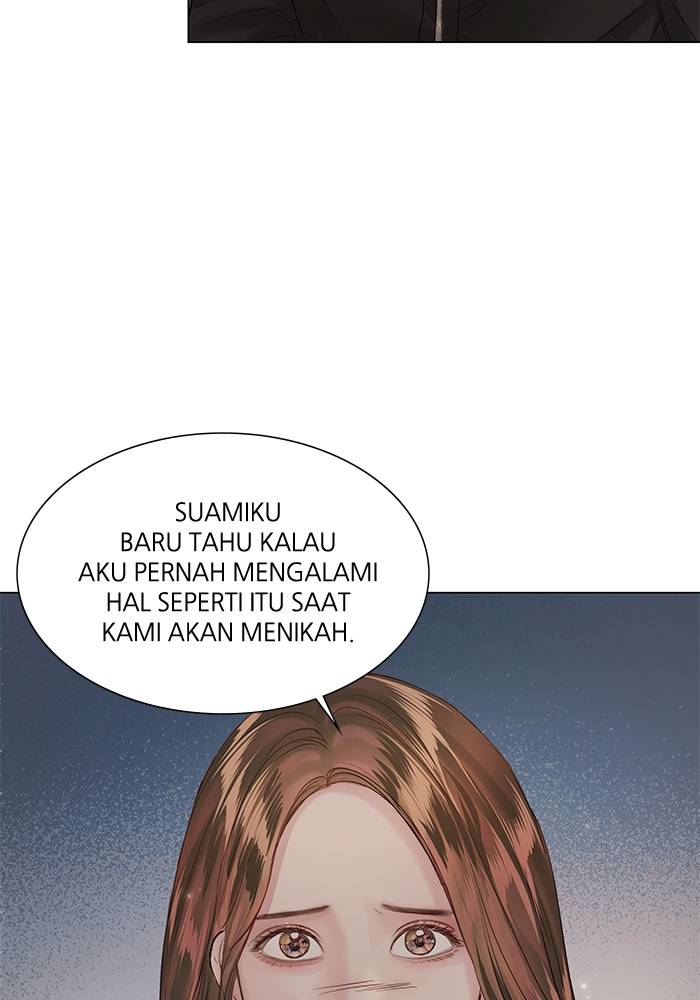 SUAMIKU
BARU TAHU KALAU
AKU PERNAH MENGALAMI
HAL SEPERTI ITU SAAT
KAMI AKAN MENIKAH.